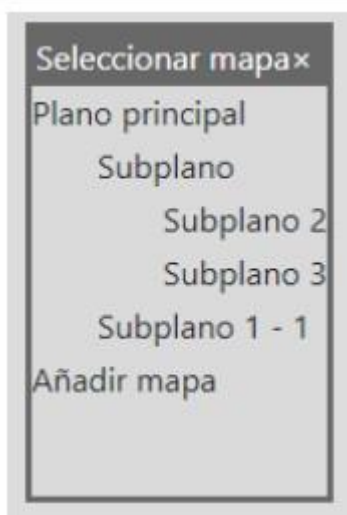 Seleccionar mapa×
Plano principal
Subplano
Subplano 2
Subplano 3
Subplano 1 - 1
Añadir mapa